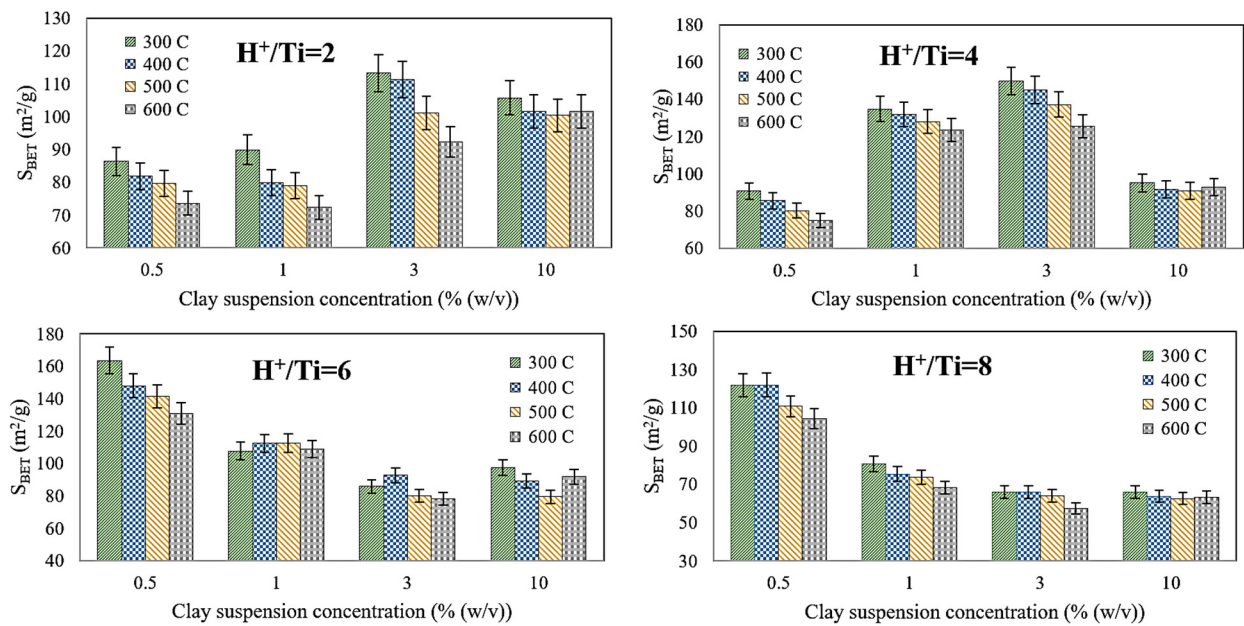 130
120
110
100
90
80
70
60
S_BET (m²/g)
H⁺/Ti=2
300 C
400 C
500 C
600 C
0.5 1 3 10
Clay suspension concentration (% (w/v))
180
160
140
120
100
80
60
S_BET (m²/g)
H⁺/Ti=4
300 C
400 C
500 C
600 C
0.5 1 3 10
Clay suspension concentration (% (w/v))
180
160
140
120
100
80
60
40
S_BET (m²/g)
H⁺/Ti=6
300 C
400 C
500 C
600 C
0.5 1 3 10
Clay suspension concentration (% (w/v))
150
130
110
90
70
50
30
S_BET (m²/g)
H⁺/Ti=8
300 C
400 C
500 C
600 C
0.5 1 3 10
Clay suspension concentration (% (w/v))